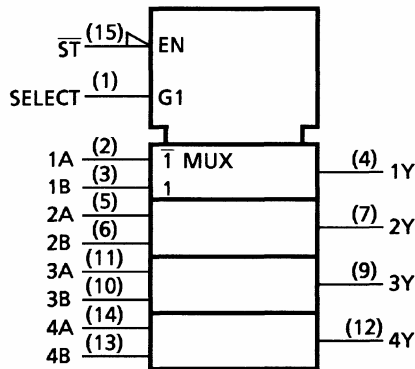 S̅T̅ (15) EN
SELECT (1) G1
1A (2) 1̅ MUX (4) 1Y
1B (3) 1
2A (5) (7) 2Y
2B (6)
3A (11) (9) 3Y
3B (10)
4A (14) (12) 4Y
4B (13)